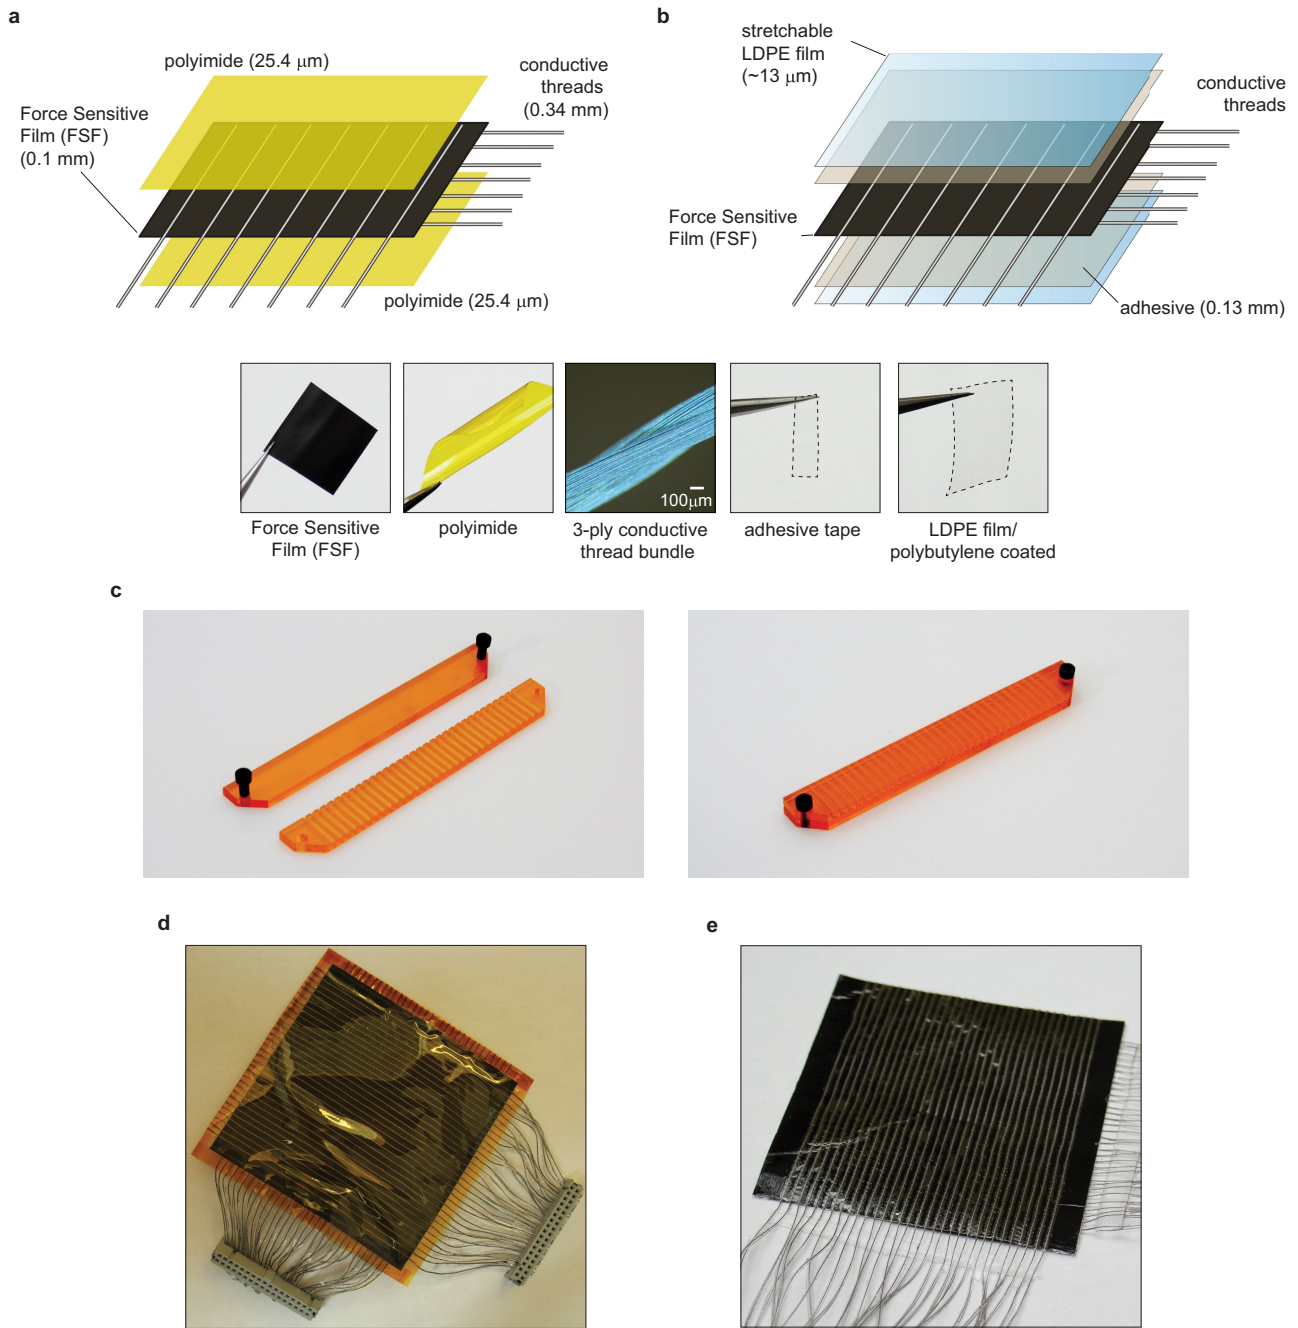 a
polyimide (25.4 μm)
conductive
threads
(0.34 mm)
Force Sensitive
Film (FSF)
(0.1 mm)
polyimide (25.4 μm)
b
stretchable
LDPE film
(~13 μm)
conductive
threads
Force Sensitive
Film (FSF)
adhesive (0.13 mm)
100μm
Force Sensitive
Film (FSF)
polyimide
3-ply conductive
thread bundle
adhesive tape
LDPE film/
polybutylene coated
c
d
e